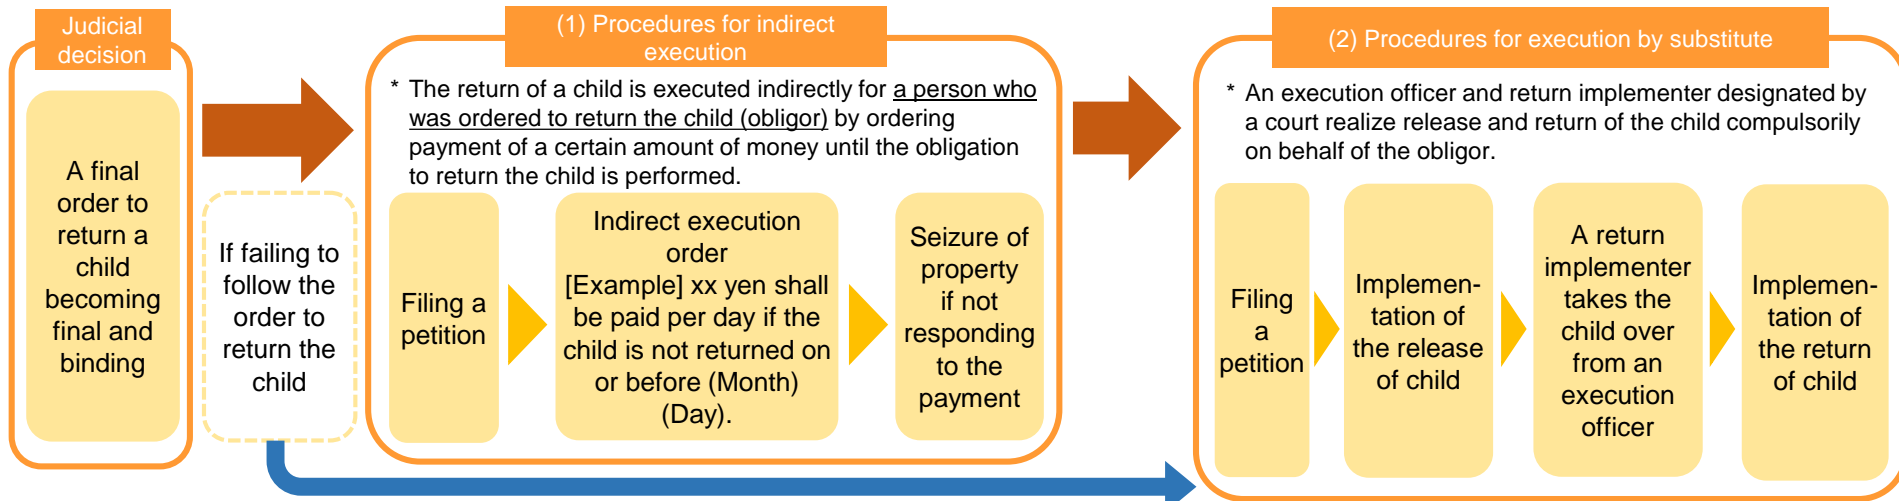 Judicial
decision
A final
order to
return a
child
becoming
final and
binding
If failing to
follow the
order to
return the
child
(1) Procedures for indirect
execution
* The return of a child is executed indirectly for a person who
was ordered to return the child (obligor) by ordering
payment of a certain amount of money until the obligation
to return the child is performed.
Filing a
petition
Indirect execution
order
[Example] xx yen shall
be paid per day if the
child is not returned on
or before (Month)
(Day).
Seizure of
property
if not
responding
to the
payment
(2) Procedures for execution by substitute
* An execution officer and return implementer designated by
a court realize release and return of the child compulsorily
on behalf of the obligor.
Filing
a
petition
Implemen-
tation of
the release
of child
A return
implementer
takes the
child over
from an
execution
officer
Implemen-
tation of
the return
of child